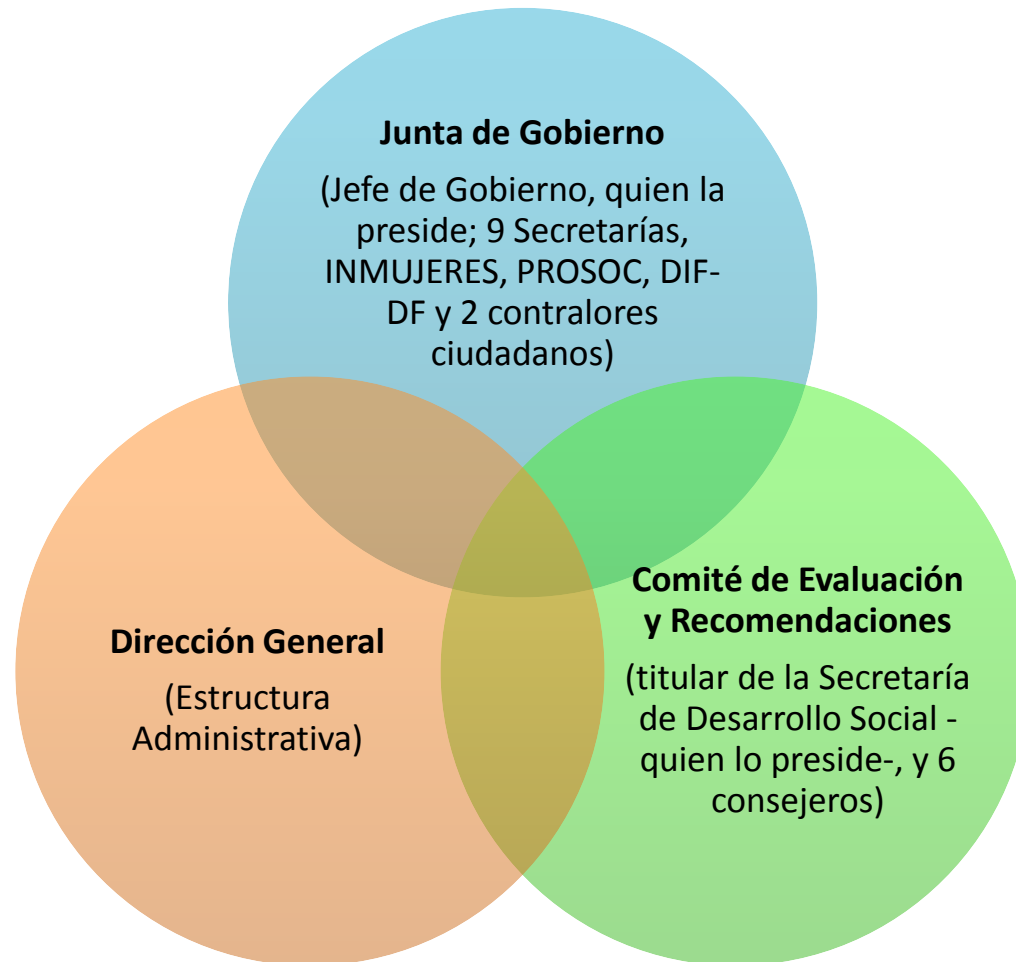 Junta de Gobierno
(Jefe de Gobierno, quien la
preside; 9 Secretarías,
INMUJERES, PROSOC, DIF-
DF y 2 contralores
ciudadanos)
Dirección General
(Estructura
Administrativa)
Comité de Evaluación
y Recomendaciones
(titular de la Secretaría
de Desarrollo Social -
quien lo preside-, y 6
consejeros)